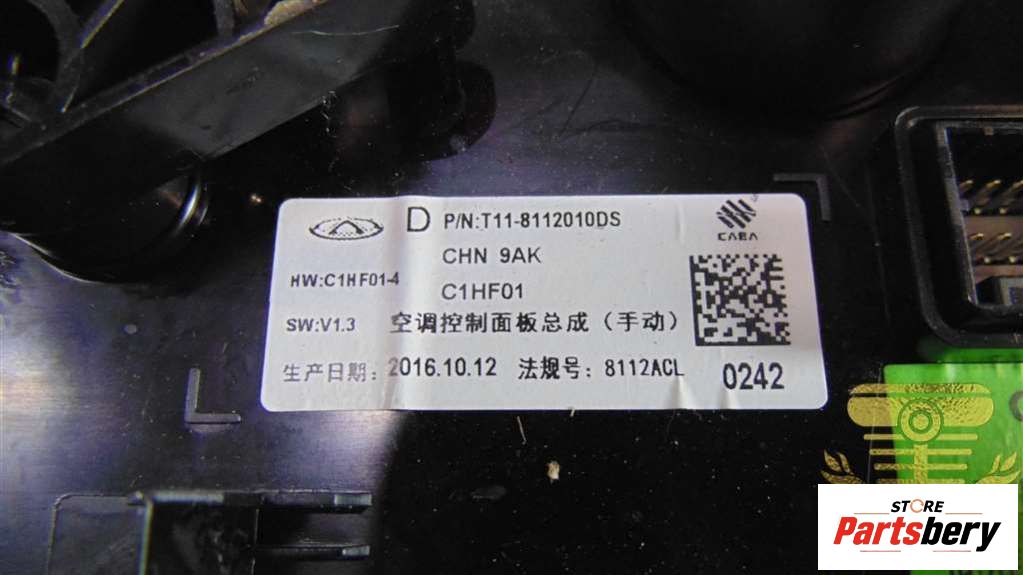 D P/N:T11-8112010DS
CAEA
CHN 9AK
HW:C1HF01-4
C1HF01
SW:V1.3 空调控制面板总成（手动）
生产日期：2016.10.12 法规号：8112ACL 0242
STORE
Partsbery